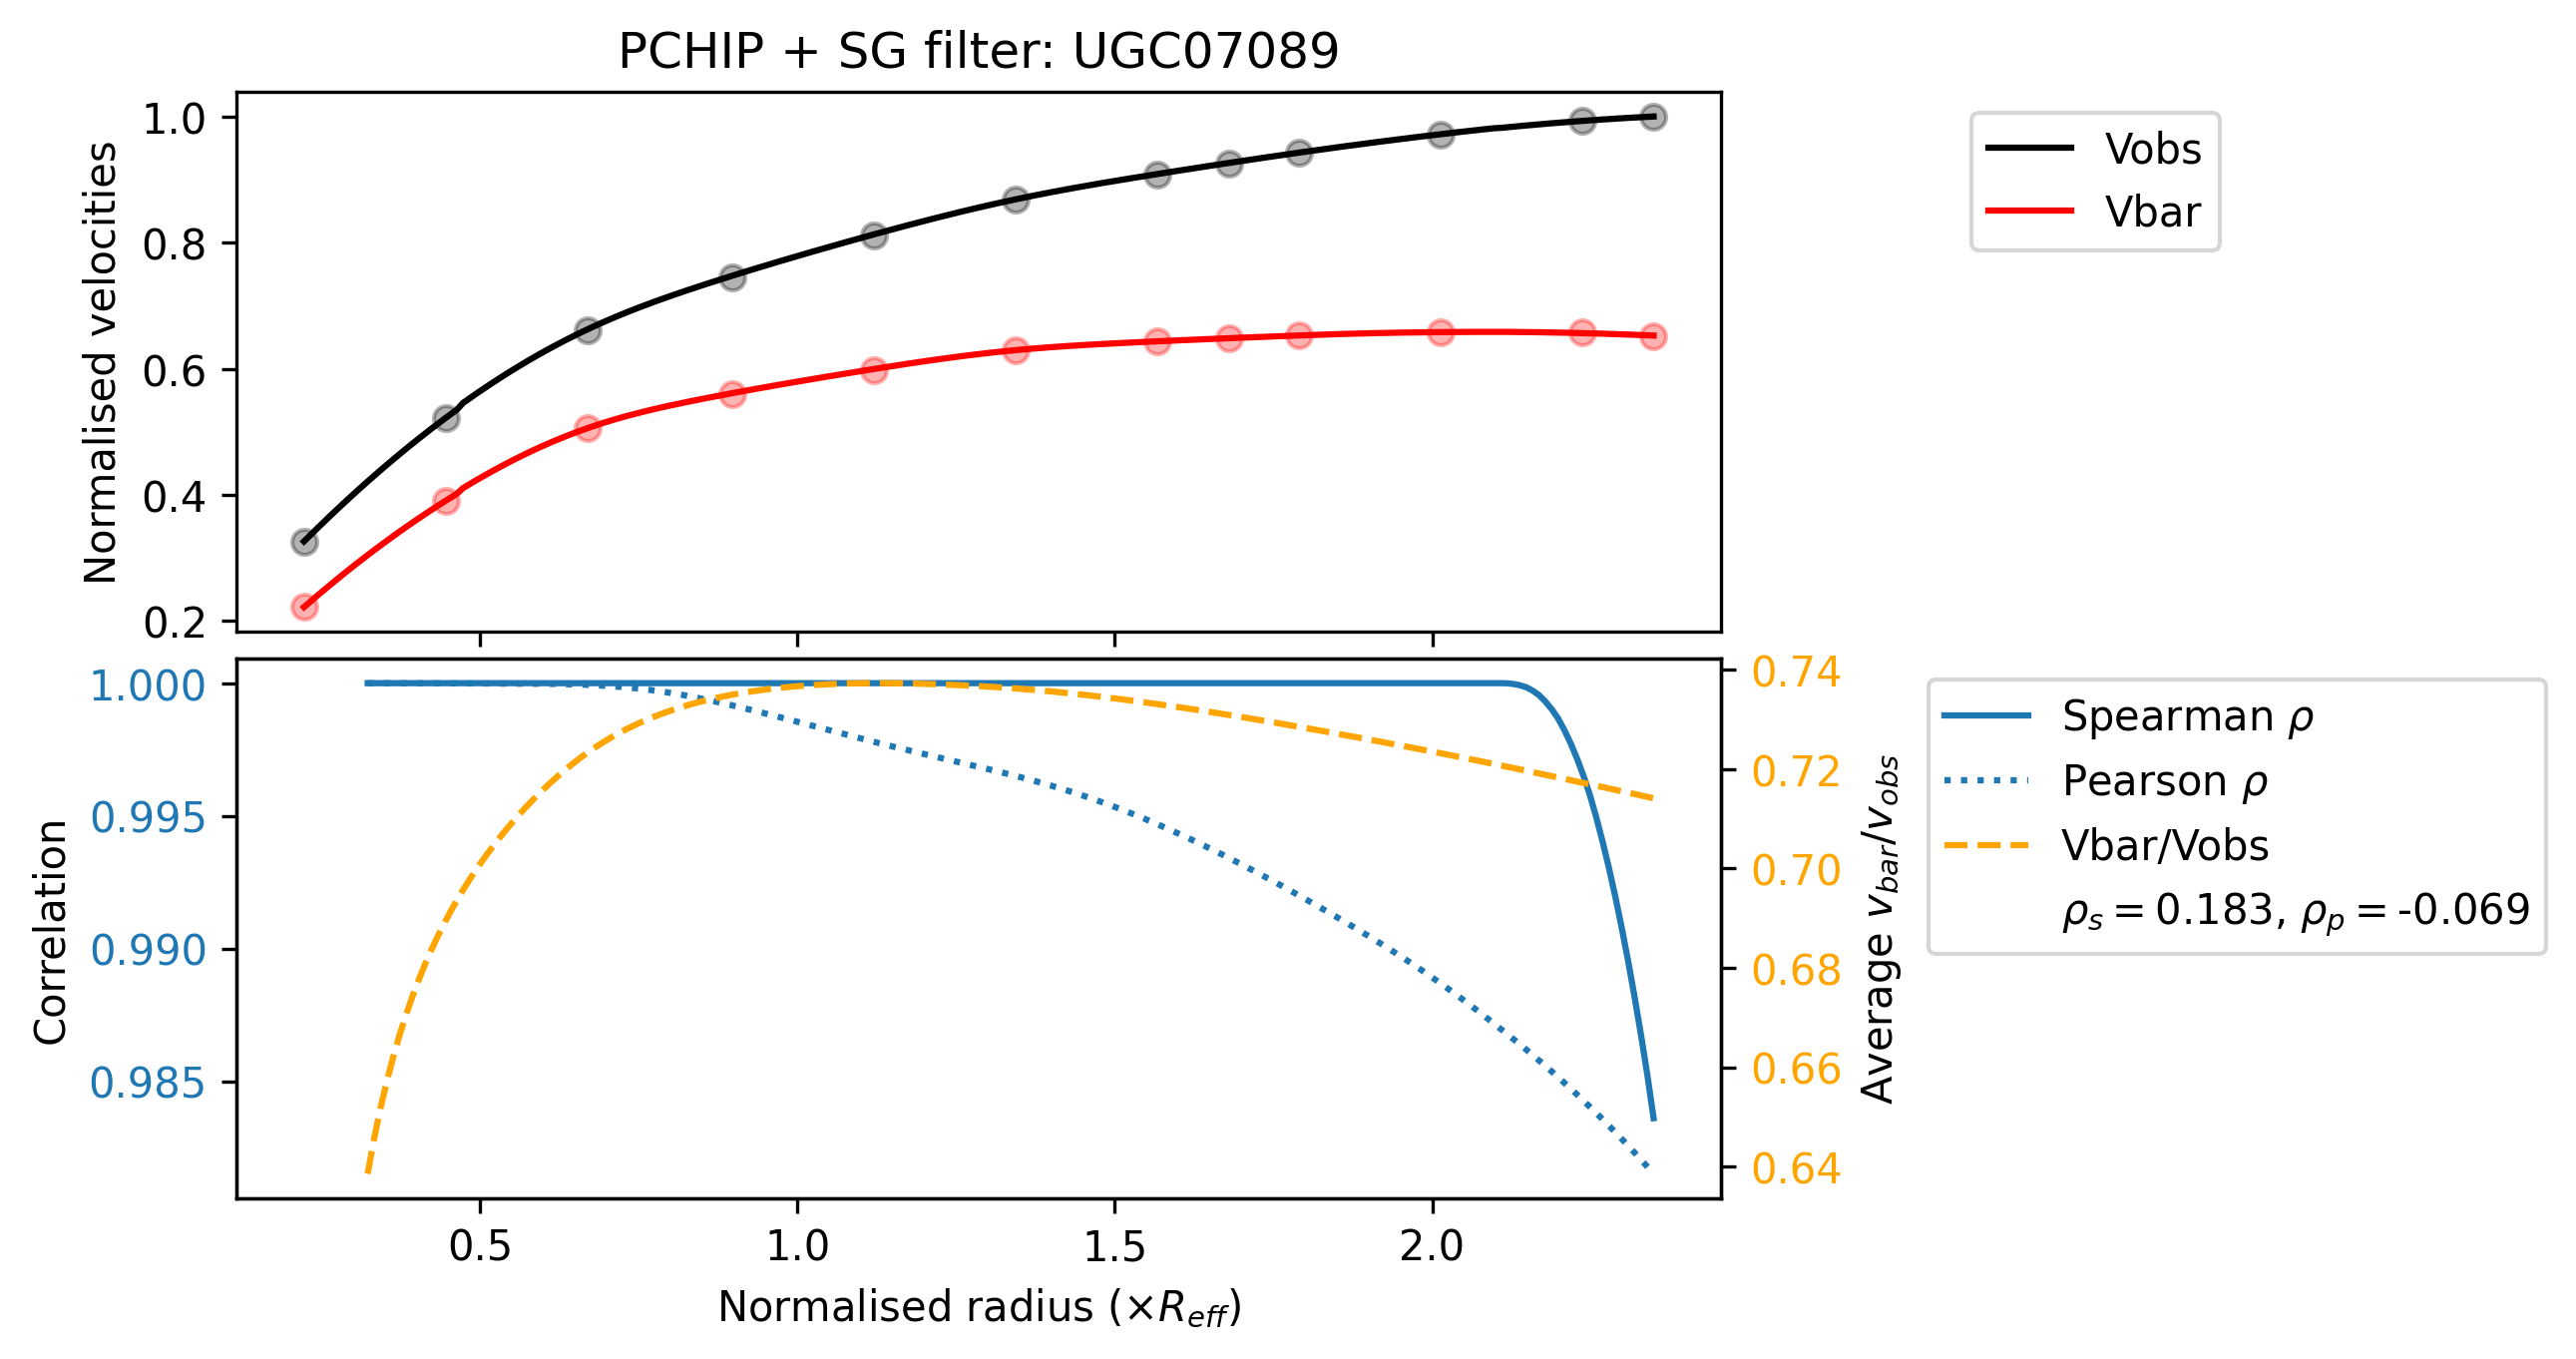 PCHIP + SG filter: UGC07089
Normalised velocities
1.0
0.8
0.6
0.4
0.2
Vobs
Vbar
Correlation
1.000
0.995
0.990
0.985
0.74
0.72
0.70
0.68
0.66
0.64
Average v_bar/v_obs
Spearman ρ
Pearson ρ
Vbar/Vobs
ρ_s = 0.183, ρ_p = -0.069
0.5 1.0 1.5 2.0
Normalised radius (×R_eff)